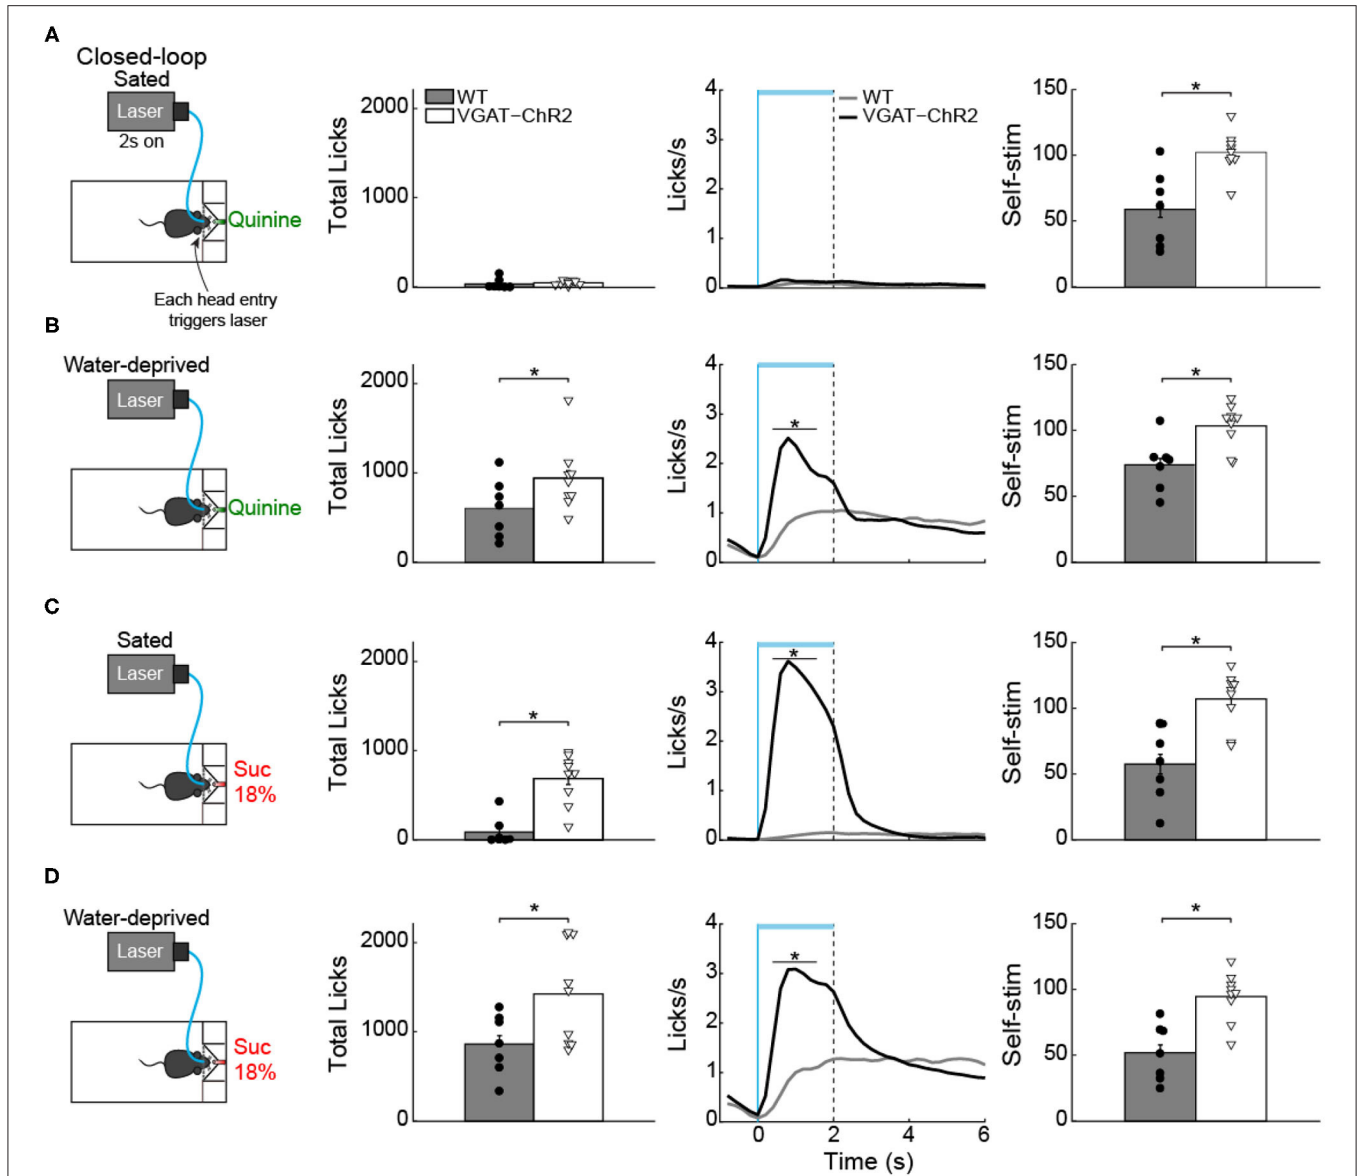 A
Closed-loop
Sated
Laser
2s on
Quinine
Each head entry
triggers laser
Total Licks
2000
1000
0
WT
VGAT−ChR2
Licks/s
4
3
2
1
0
WT
VGAT−ChR2
Self-stim
150
100
50
0
*
B
Water-deprived
Laser
Quinine
Total Licks
2000
1000
0
*
Licks/s
4
3
2
1
0
*
Self-stim
150
100
50
0
*
C
Sated
Laser
Suc
18%
Total Licks
2000
1000
0
*
Licks/s
4
3
2
1
0
*
Self-stim
150
100
50
0
*
D
Water-deprived
Laser
Suc
18%
Total Licks
2000
1000
0
*
Licks/s
4
3
2
1
0
*
0 2 4 6
Time (s)
Self-stim
150
100
50
0
*